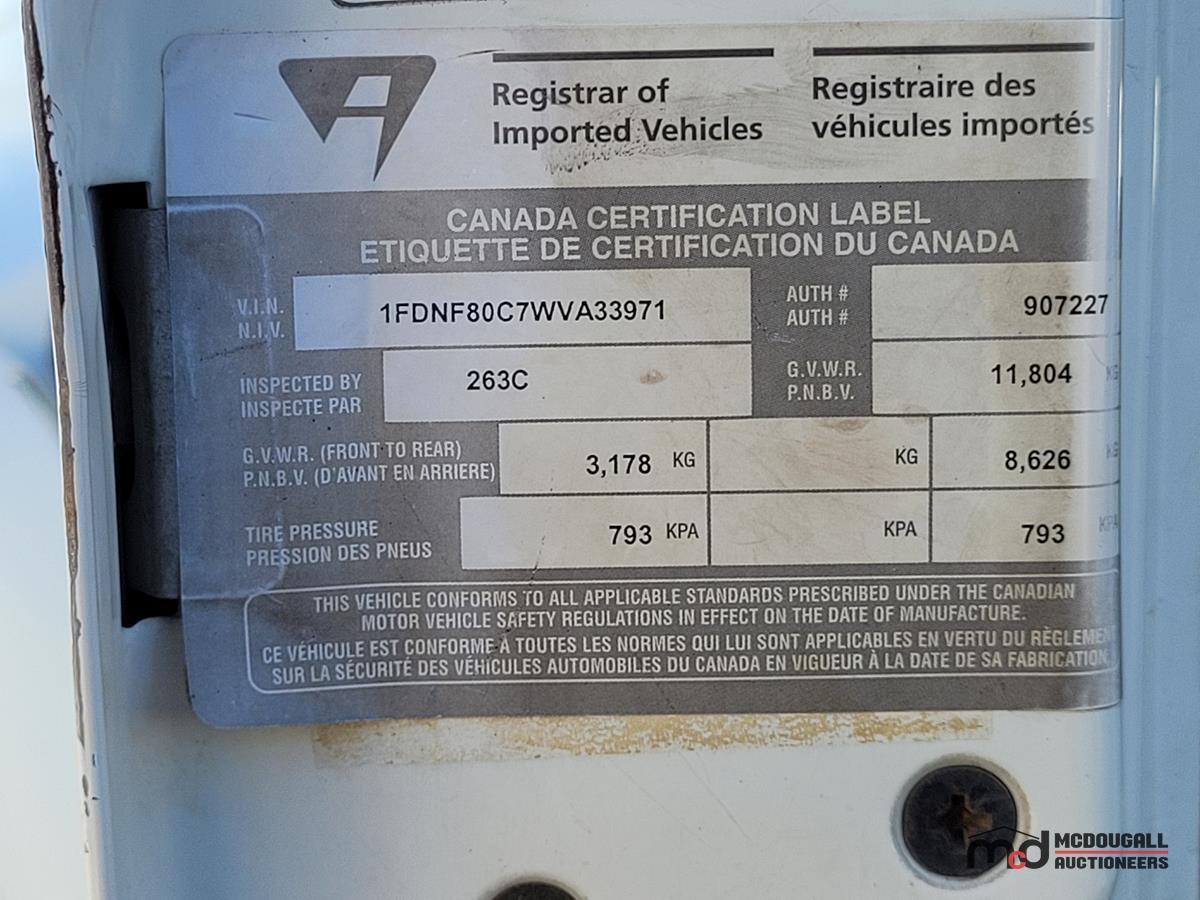 Registrar of
Imported Vehicles
Registraire des
véhicules importés
CANADA CERTIFICATION LABEL
ETIQUETTE DE CERTIFICATION DU CANADA
V.I.N.
N.I.V.
1FDNF80C7WVA33971
AUTH #
AUTH #
907227
INSPECTED BY
INSPECTE PAR
263C
G.V.W.R.
P.N.B.V.
11,804 KG
G.V.W.R. (FRONT TO REAR)
P.N.B.V. (D'AVANT EN ARRIERE)
3,178 KG
KG
8,626 KG
TIRE PRESSURE
PRESSION DES PNEUS
793 KPA
KPA
793 KPA
THIS VEHICLE CONFORMS TO ALL APPLICABLE STANDARDS PRESCRIBED UNDER THE CANADIAN
MOTOR VEHICLE SAFETY REGULATIONS IN EFFECT ON THE DATE OF MANUFACTURE.
CE VÉHICULE EST CONFORME À TOUTES LES NORMES QUI LUI SONT APPLICABLES EN VERTU DU RÈGLEMEN
SUR LA SÉCURITÉ DES VÉHICULES AUTOMOBILES DU CANADA EN VIGUEUR À LA DATE DE SA FABRICATION.
mcd MCDOUGALL
AUCTIONEERS